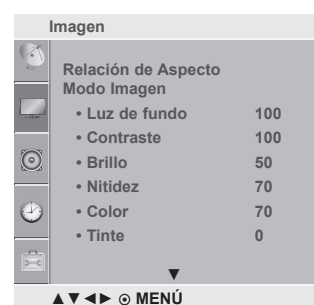 Imagen
Relación de Aspecto
Modo Imagen
• Luz de fundo 100
• Contraste 100
• Brillo 50
• Nitidez 70
• Color 70
• Tinte 0
▼
▲▼◄► ⊙ MENÚ